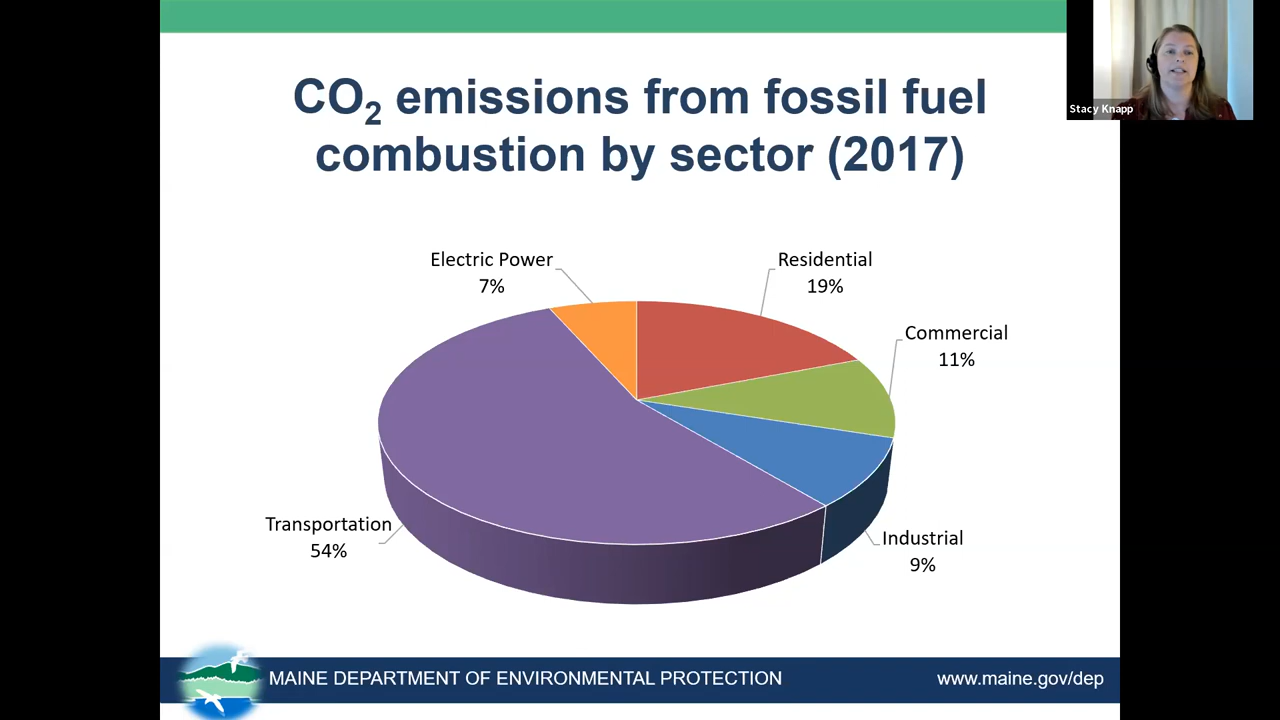 CO2 emissions from fossil fuel
combustion by sector (2017)
Stacy Knapp
Electric Power
7%
Residential
19%
Commercial
11%
Transportation
54%
Industrial
9%
MAINE DEPARTMENT OF ENVIRONMENTAL PROTECTION
www.maine.gov/dep